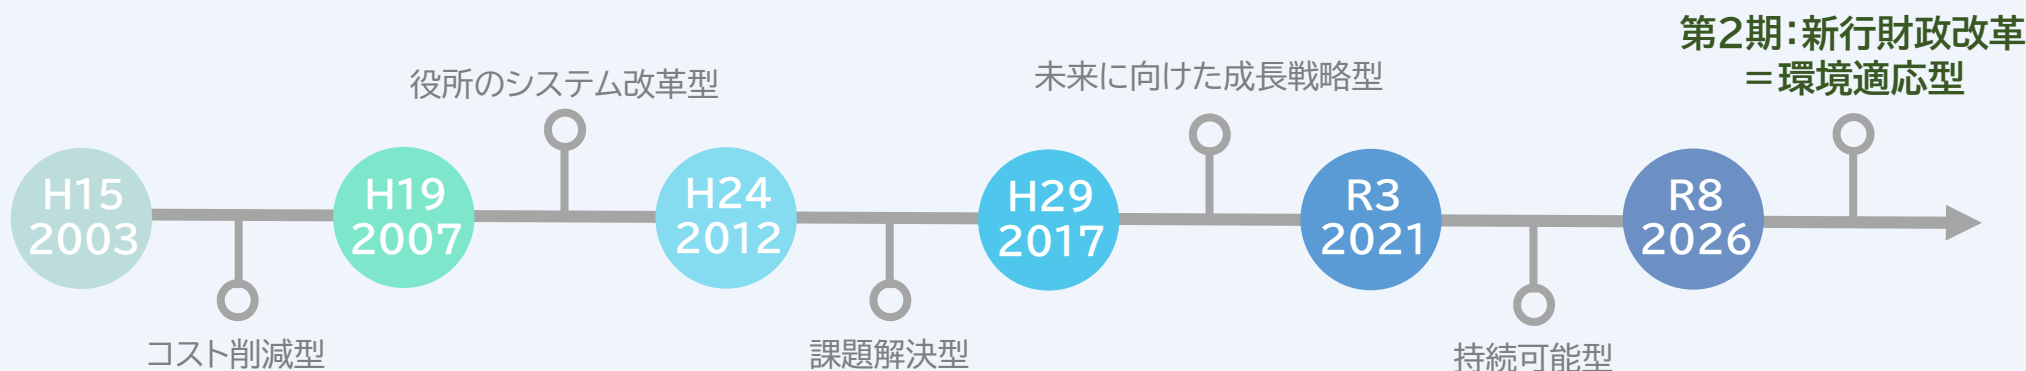 第2期:新行財政改革
=環境適応型
役所のシステム改革型
未来に向けた成長戦略型
H15
2003
H19
2007
H24
2012
H29
2017
R3
2021
R8
2026
コスト削減型
課題解決型
持続可能型